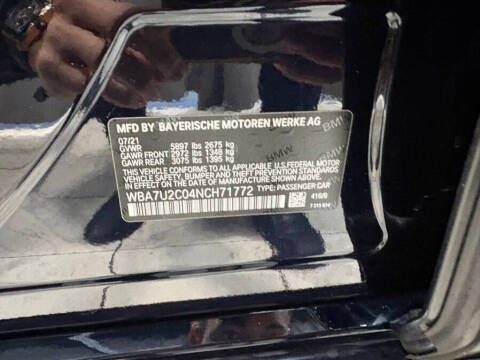 MFD BY BAYERISCHE MOTOREN WERKE AG
07/21
GVWR 5897 lbs 2675 kg
GAWR FRONT 2972 lbs 1348 kg
GAWR REAR 3075 lbs 1395 kg
THIS VEHICLE CONFORMS TO ALL APPLICABLE U.S. FEDERAL MOTOR
VEHICLE SAFETY, BUMPER, AND THEFT PREVENTION STANDARDS
IN EFFECT ON THE DATE OF MANUFACTURE SHOWN ABOVE.
WBA7U2C04NCH71772 TYPE: PASSENGER CAR
416/8